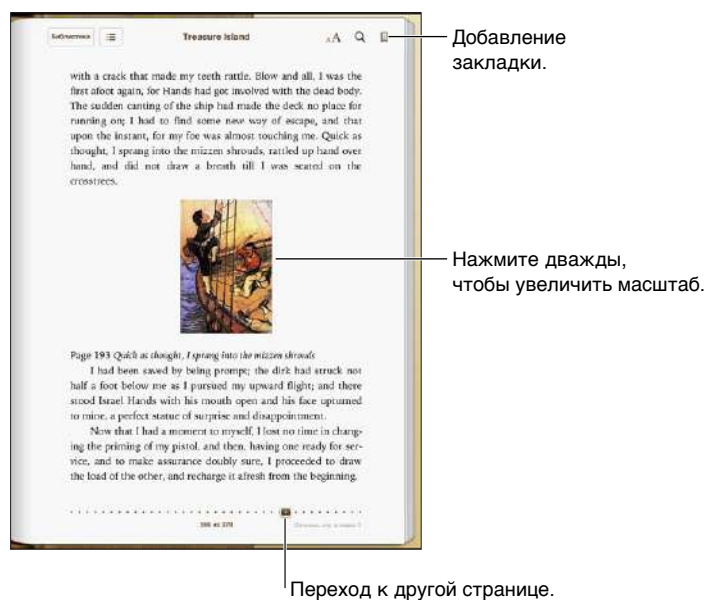 Библиотека
Treasure Island
AA
Добавление
закладки.
with a crack that made my teeth rattle. Blow and all, I was the
first afoot again, for Hands had got involved with the dead body.
The sudden canting of the ship had made the deck no place for
running on; I had to find some new way of escape, and that
upon the instant, for my foe was almost touching me. Quick as
thought, I sprang into the mizzen shrouds, rattled up hand over
hand, and did not draw a breath till I was seated on the
crosstrees.
Нажмите дважды,
чтобы увеличить масштаб.
Page 193 Quick as thought, I sprang into the mizzen shrouds
I had been saved by being prompt; the dirk had struck not
half a foot below me as I pursued my upward flight; and there
stood Israel Hands with his mouth open and his face upturned
to mine, a perfect statue of surprise and disappointment.
Now that I had a moment to myself, I lost no time in chang-
ing the priming of my pistol, and then, having one ready for ser-
vice, and to make assurance doubly sure, I proceeded to draw
the load of the other, and recharge it afresh from the beginning.
Переход к другой странице.